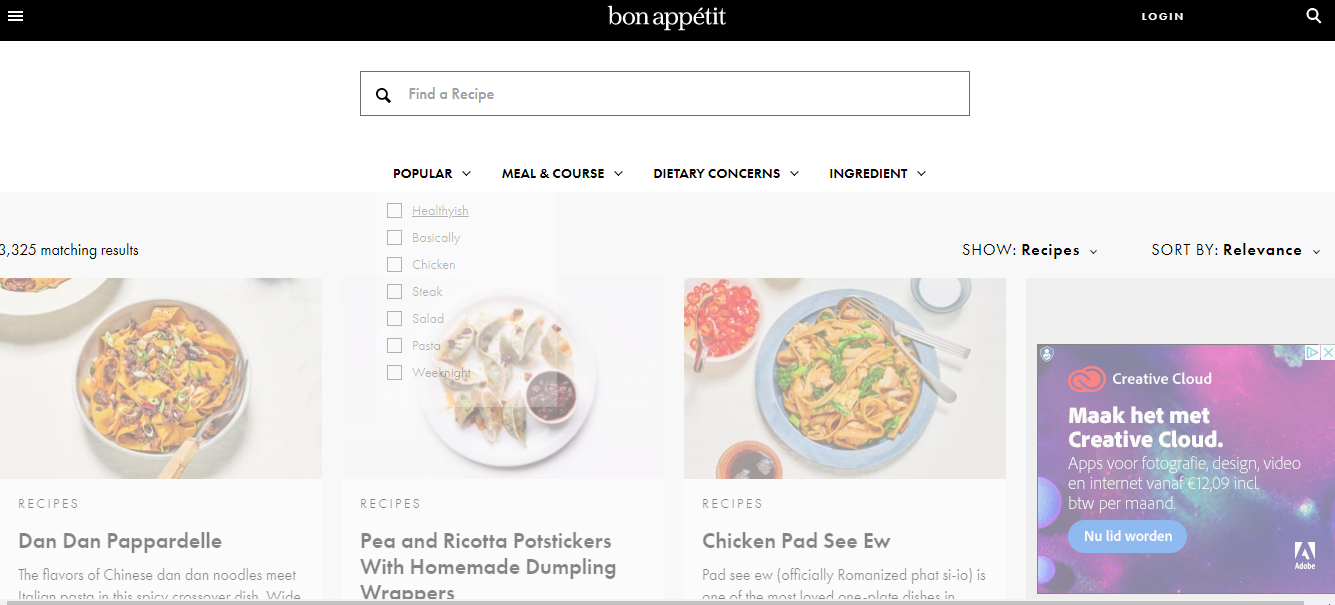 bon appétit
LOGIN
Find a Recipe
POPULAR
MEAL & COURSE
DIETARY CONCERNS
INGREDIENT
Healthyish
Basically
Chicken
Steak
Salad
Pasta
Weeknight
3,325 matching results
SHOW: Recipes
SORT BY: Relevance
RECIPES
Dan Dan Pappardelle
The flavors of Chinese dan dan noodles meet
Italian pasta in this spicy crossover dish. Wide
RECIPES
Pea and Ricotta Potstickers
With Homemade Dumpling
Wrappers
RECIPES
Chicken Pad See Ew
Pad see ew (officially Romanized phat si-io) is
one of the most loved one-plate dishes in
Creative Cloud
Maak het met
Creative Cloud.
Apps voor fotografie, design, video
en internet vanaf €12,09 incl.
btw per maand.
Nu lid worden
Adobe